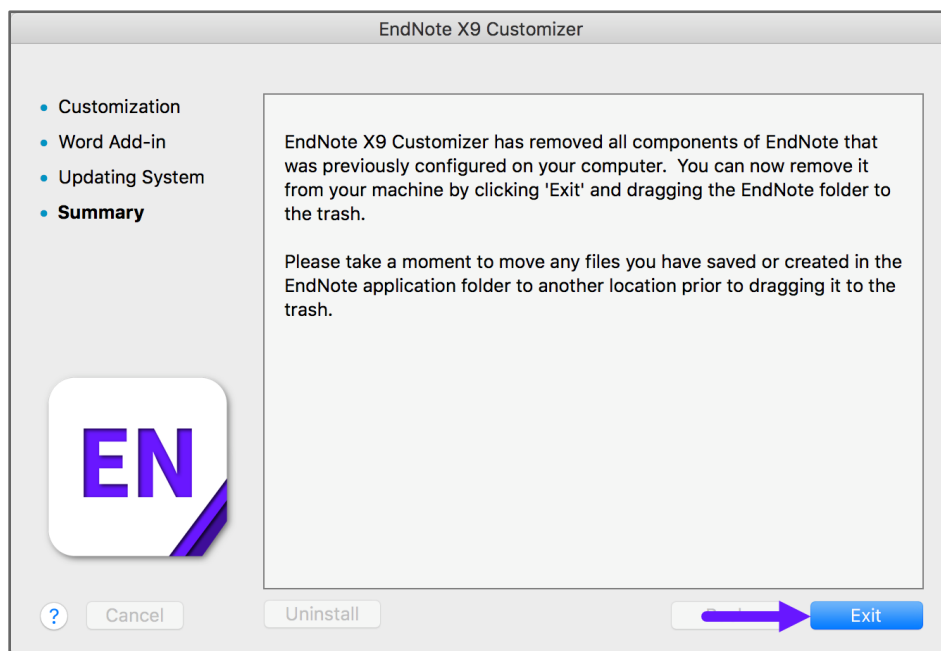 EndNote X9 Customizer
Customization
Word Add-in
Updating System
Summary
EndNote X9 Customizer has removed all components of EndNote that
was previously configured on your computer.  You can now remove it
from your machine by clicking 'Exit' and dragging the EndNote folder to
the trash.
Please take a moment to move any files you have saved or created in the
EndNote application folder to another location prior to dragging it to the
trash.
EN
?
Cancel
Uninstall
Exit